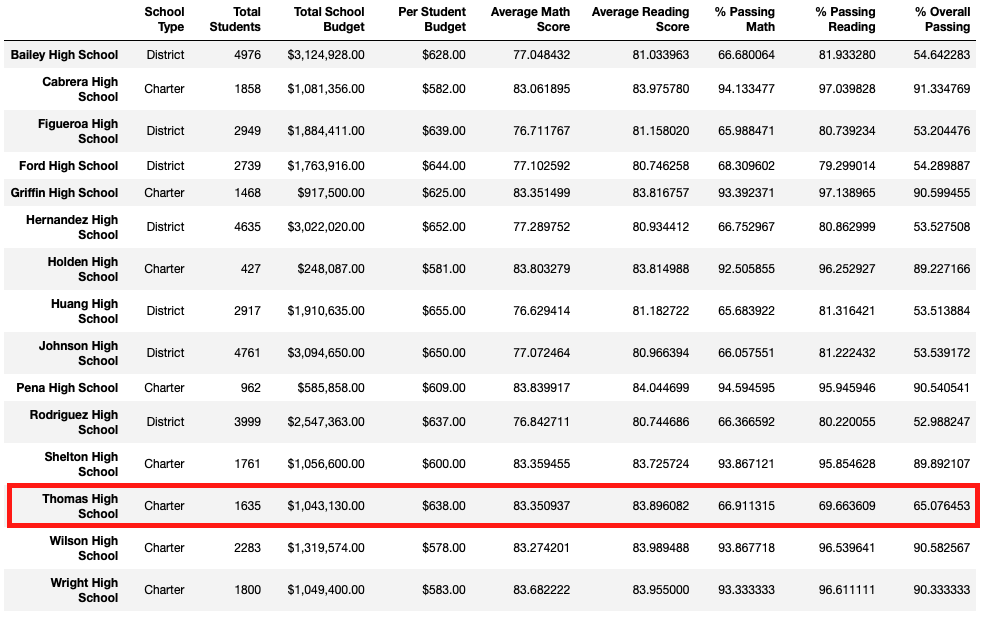 School Type Total Students Total School Budget Per Student Budget Average Math Score Average Reading Score % Passing Math % Passing Reading % Overall Passing
Bailey High School District 4976 $3,124,928.00 $628.00 77.048432 81.033963 66.680064 81.933280 54.642283
Cabrera High School Charter 1858 $1,081,356.00 $582.00 83.061895 83.975780 94.133477 97.039828 91.334769
Figueroa High School District 2949 $1,884,411.00 $639.00 76.711767 81.158020 65.988471 80.739234 53.204476
Ford High School District 2739 $1,763,916.00 $644.00 77.102592 80.746258 68.309602 79.299014 54.289887
Griffin High School Charter 1468 $917,500.00 $625.00 83.351499 83.816757 93.392371 97.138965 90.599455
Hernandez High School District 4635 $3,022,020.00 $652.00 77.289752 80.934412 66.752967 80.862999 53.527508
Holden High School Charter 427 $248,087.00 $581.00 83.803279 83.814988 92.505855 96.252927 89.227166
Huang High School District 2917 $1,910,635.00 $655.00 76.629414 81.182722 65.683922 81.316421 53.513884
Johnson High School District 4761 $3,094,650.00 $650.00 77.072464 80.966394 66.057551 81.222432 53.539172
Pena High School Charter 962 $585,858.00 $609.00 83.839917 84.044699 94.594595 95.945946 90.540541
Rodriguez High School District 3999 $2,547,363.00 $637.00 76.842711 80.744686 66.366592 80.220055 52.988247
Shelton High School Charter 1761 $1,056,600.00 $600.00 83.359455 83.725724 93.867121 95.854628 89.892107
Thomas High School Charter 1635 $1,043,130.00 $638.00 83.350937 83.896082 66.911315 69.663609 65.076453
Wilson High School Charter 2283 $1,319,574.00 $578.00 83.274201 83.989488 93.867718 96.539641 90.582567
Wright High School Charter 1800 $1,049,400.00 $583.00 83.682222 83.955000 93.333333 96.611111 90.333333